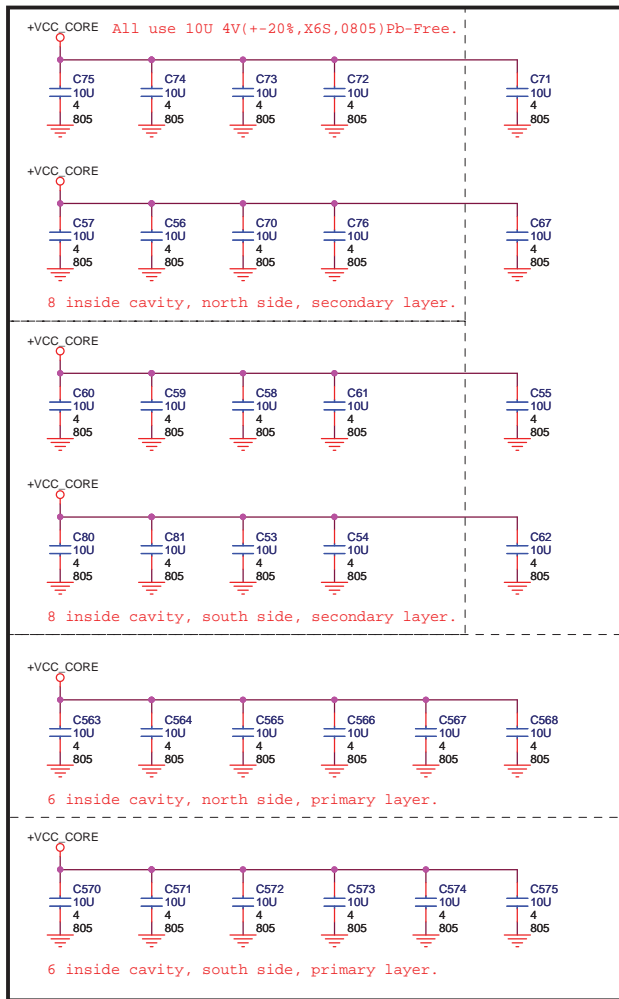 +VCC_CORE All use 10U 4V(+-20%,X6S,0805)Pb-Free.
C75 C74 C73 C72 C71
10U 10U 10U 10U 10U
4 4 4 4 4
805 805 805 805 805
+VCC_CORE
C57 C56 C70 C76 C67
10U 10U 10U 10U 10U
4 4 4 4 4
805 805 805 805 805
8 inside cavity, north side, secondary layer.
+VCC_CORE
C60 C59 C58 C61 C55
10U 10U 10U 10U 10U
4 4 4 4 4
805 805 805 805 805
+VCC_CORE
C80 C81 C53 C54 C62
10U 10U 10U 10U 10U
4 4 4 4 4
805 805 805 805 805
8 inside cavity, south side, secondary layer.
+VCC_CORE
C563 C564 C565 C566 C567 C568
10U 10U 10U 10U 10U 10U
4 4 4 4 4 4
805 805 805 805 805 805
6 inside cavity, north side, primary layer.
+VCC_CORE
C570 C571 C572 C573 C574 C575
10U 10U 10U 10U 10U 10U
4 4 4 4 4 4
805 805 805 805 805 805
6 inside cavity, south side, primary layer.